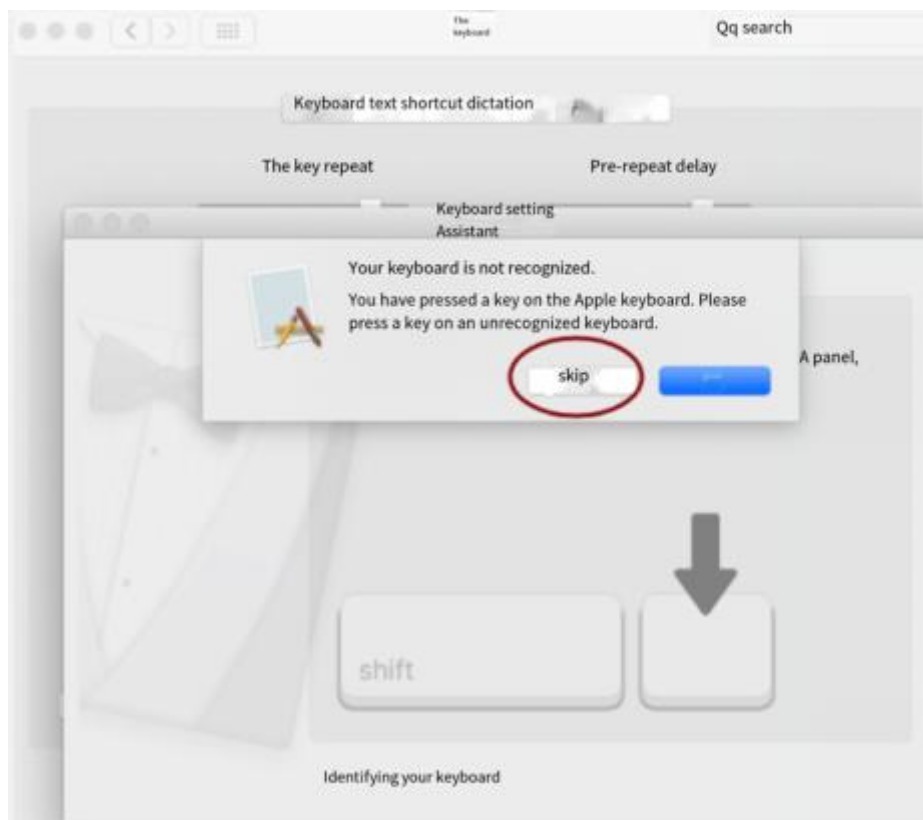 The
keyboard
Qq search
Keyboard text shortcut dictation
The key repeat
Pre-repeat delay
Keyboard setting
Assistant
Your keyboard is not recognized.
You have pressed a key on the Apple keyboard. Please
press a key on an unrecognized keyboard.
skip
A panel,
shift
Identifying your keyboard